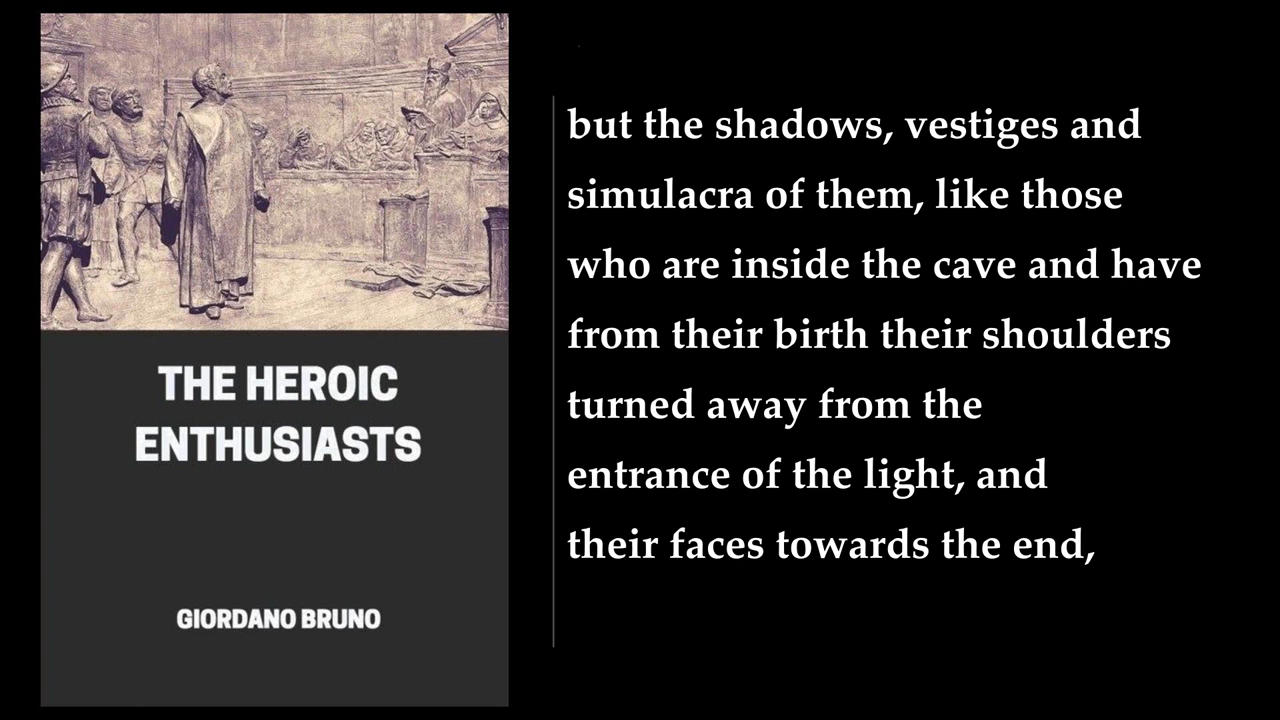 THE HEROIC
ENTHUSIASTS
GIORDANO BRUNO
but the shadows, vestiges and
simulacra of them, like those
who are inside the cave and have
from their birth their shoulders
turned away from the
entrance of the light, and
their faces towards the end,